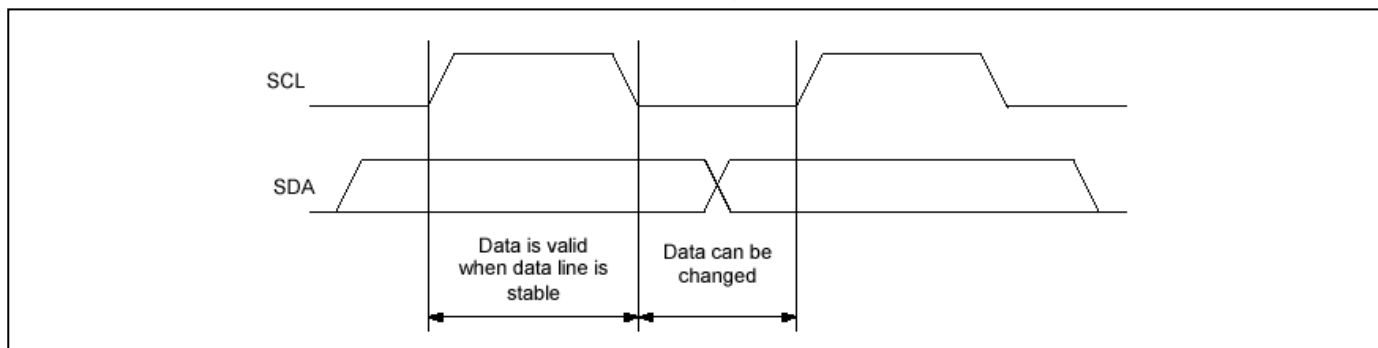 SCL
SDA
Data is valid
when data line is
stable
Data can be
changed